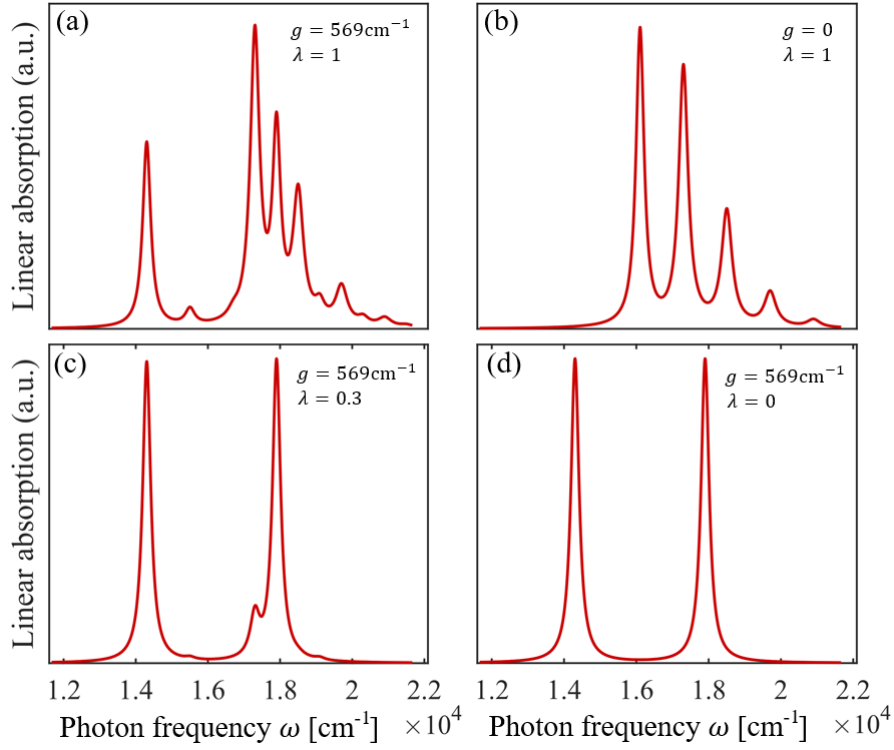 (a)
g = 569cm⁻¹
λ = 1
(b)
g = 0
λ = 1
Linear absorption (a.u.)
(c)
g = 569cm⁻¹
λ = 0.3
(d)
g = 569cm⁻¹
λ = 0
Linear absorption (a.u.)
1.2 1.4 1.6 1.8 2 2.2
1.2 1.4 1.6 1.8 2 2.2
Photon frequency ω [cm⁻¹] ×10⁴
Photon frequency ω [cm⁻¹] ×10⁴